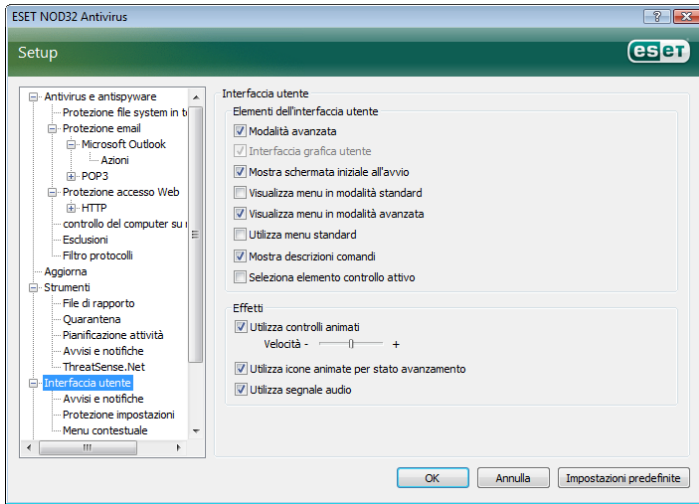 ESET NOD32 Antivirus
Setup
eset
Antivirus e antispyware
Protezione file system in t
Protezione email
Microsoft Outlook
Azioni
POP3
Protezione accesso Web
HTTP
controllo del computer su
Esclusioni
Filtro protocolli
Aggiorna
Strumenti
File di rapporto
Quarantena
Pianificazione attività
Avvisi e notifiche
ThreatSense.Net
Interfaccia utente
Avvisi e notifiche
Protezione impostazioni
Menu contestuale
Interfaccia utente
Elementi dell'interfaccia utente
Modalità avanzata
Interfaccia grafica utente
Mostra schermata iniziale all'avvio
Visualizza menu in modalità standard
Visualizza menu in modalità avanzata
Utilizza menu standard
Mostra descrizioni comandi
Seleziona elemento controllo attivo
Effetti
Utilizza controlli animati
Velocità - +
Utilizza icone animate per stato avanzamento
Utilizza segnale audio
OK Annulla Impostazioni predefinite